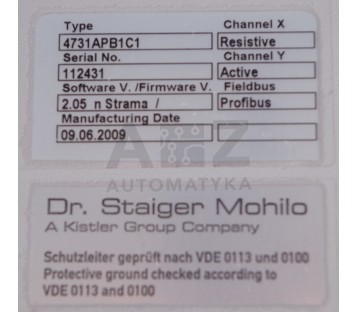 Type Channel X
4731APB1C1 Resistive
Serial No. Channel Y
112431 Active
Software V. /Firmware V. Fieldbus
2.05 n Strama / Profibus
Manufacturing Date
09.06.2009
AUTOMATYKA
Dr. Staiger Mohilo
A Kistler Group Company
Schutzleiter geprüft nach VDE 0113 und 0100
Protective ground checked according to
VDE 0113 and 0100